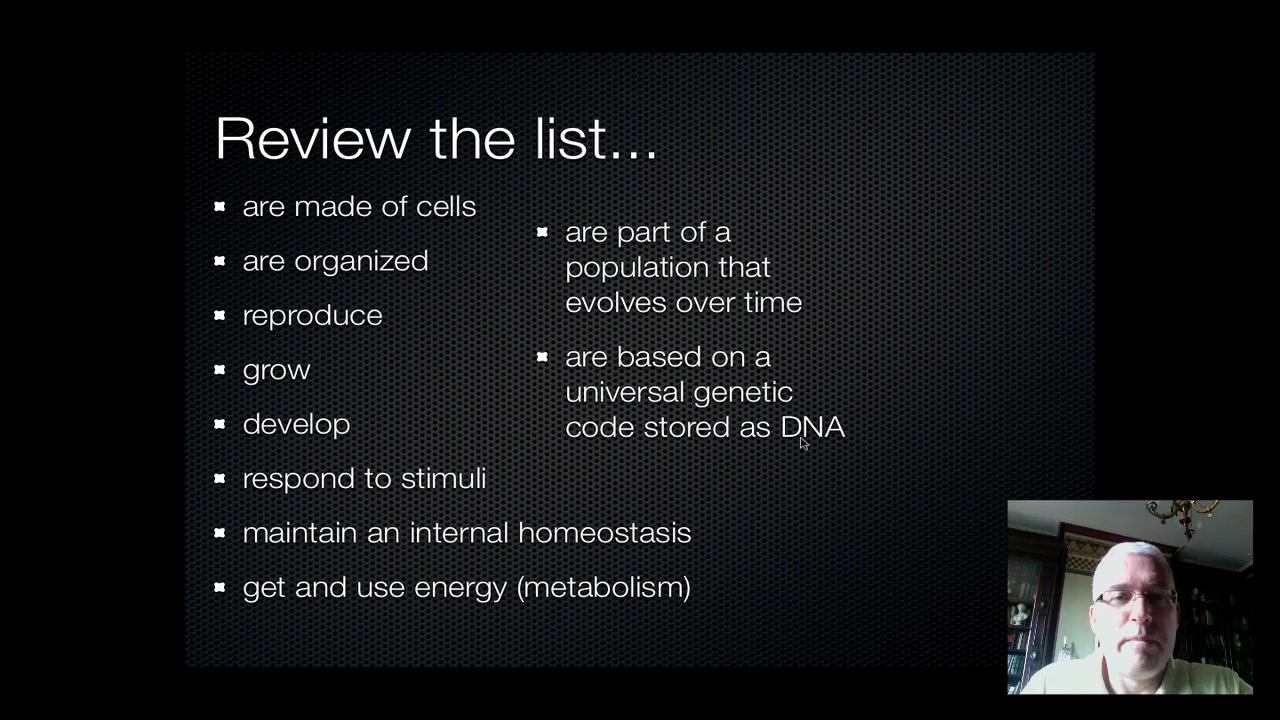 Review the list...
are made of cells
are organized
reproduce
grow
develop
respond to stimuli
maintain an internal homeostasis
get and use energy (metabolism)
are part of a
population that
evolves over time
are based on a
universal genetic
code stored as DNA